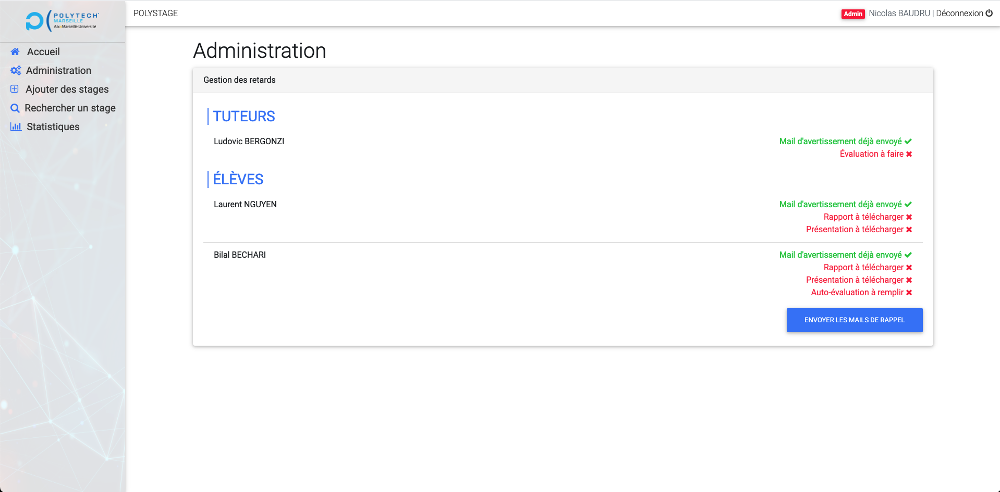 POLYTECH
MARSEILLE
Aix Marseille Université
POLYSTAGE
Admin Nicolas BAUDRU | Déconnexion
Accueil
Administration
Ajouter des stages
Rechercher un stage
Statistiques
Administration
Gestion des retards
TUTEURS
Ludovic BERGONZI
Mail d'avertissement déjà envoyé
Évaluation à faire
ÉLÈVES
Laurent NGUYEN
Mail d'avertissement déjà envoyé
Rapport à télécharger
Présentation à télécharger
Bilal BECHARI
Mail d'avertissement déjà envoyé
Rapport à télécharger
Présentation à télécharger
Auto-évaluation à remplir
ENVOYER LES MAILS DE RAPPEL